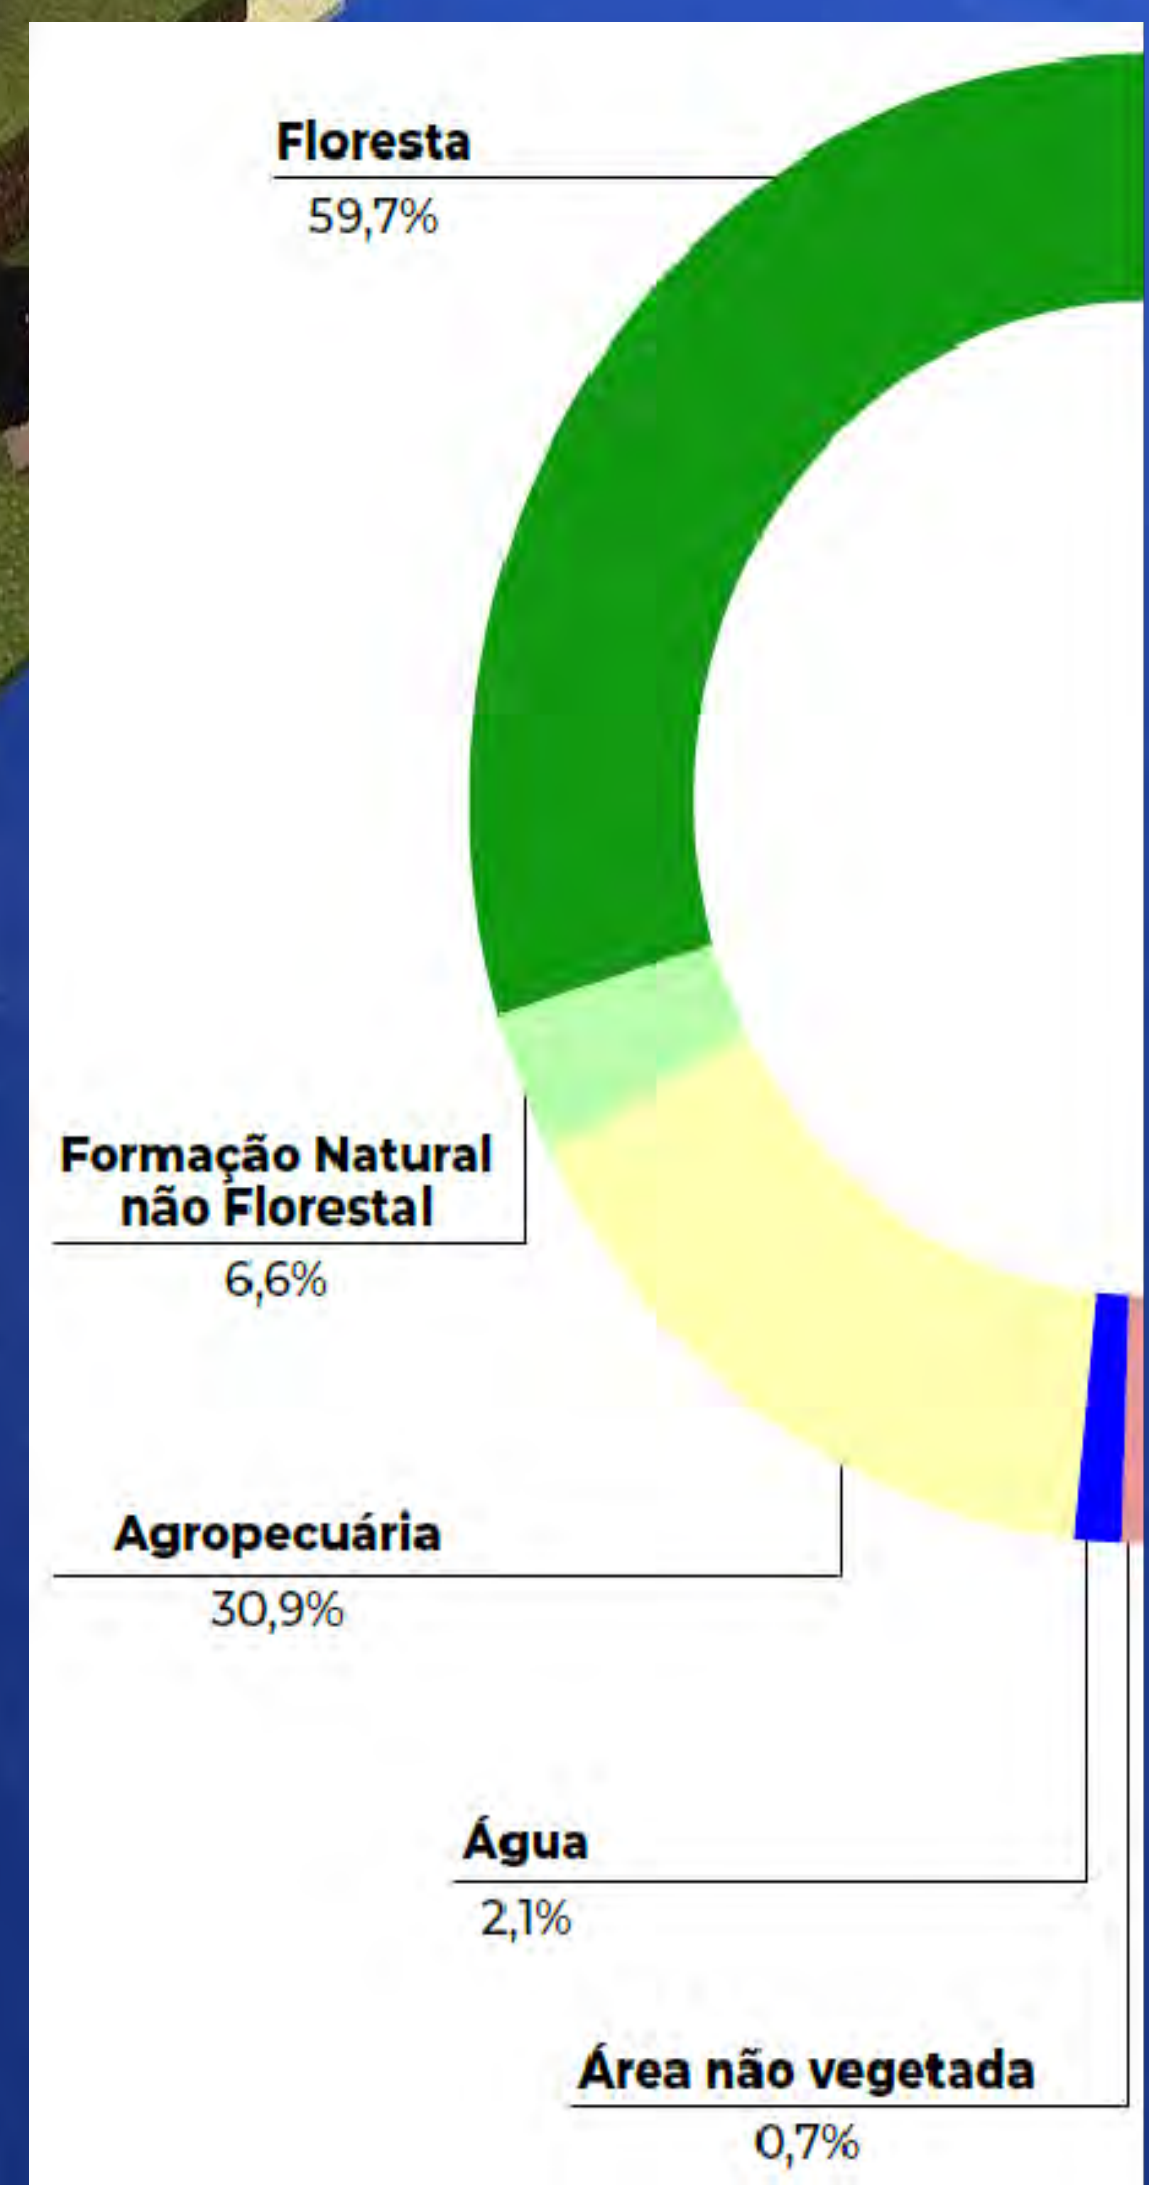 Floresta
59,7%
Formação Natural
não Florestal
6,6%
Agropecuária
30,9%
Água
2,1%
Área não vegetada
0,7%